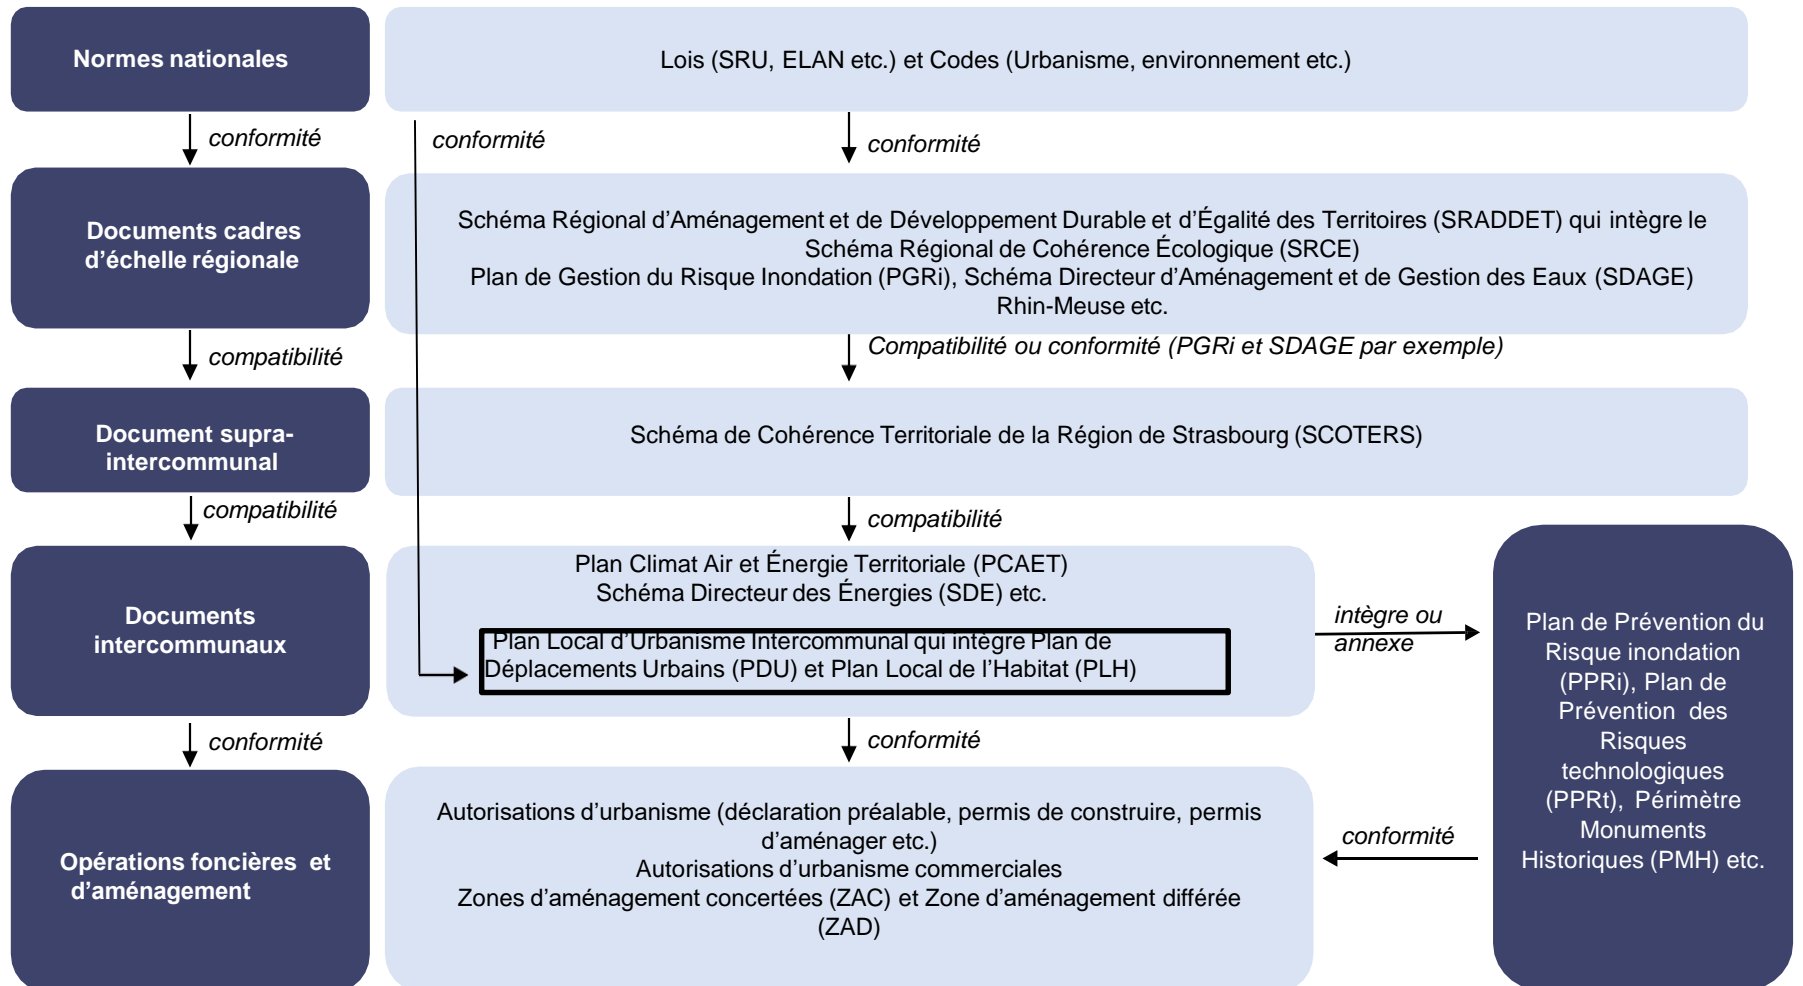 Normes nationales
Lois (SRU, ELAN etc.) et Codes (Urbanisme, environnement etc.)
conformité
conformité
conformité
Documents cadres
d’échelle régionale
Schéma Régional d’Aménagement et de Développement Durable et d’Égalité des Territoires (SRADDET) qui intègre le
Schéma Régional de Cohérence Écologique (SRCE)
Plan de Gestion du Risque Inondation (PGRi), Schéma Directeur d’Aménagement et de Gestion des Eaux (SDAGE)
Rhin-Meuse etc.
compatibilité
Compatibilité ou conformité (PGRi et SDAGE par exemple)
Document supra-
intercommunal
Schéma de Cohérence Territoriale de la Région de Strasbourg (SCOTERS)
compatibilité
compatibilité
Documents
intercommunaux
Plan Climat Air et Énergie Territoriale (PCAET)
Schéma Directeur des Énergies (SDE) etc.
Plan Local d’Urbanisme Intercommunal qui intègre Plan de
Déplacements Urbains (PDU) et Plan Local de l’Habitat (PLH)
intègre ou
annexe
Plan de Prévention du
Risque inondation
(PPRi), Plan de
Prévention des
Risques
technologiques
(PPRt), Périmètre
Monuments
Historiques (PMH) etc.
conformité
conformité
Opérations foncières et
d’aménagement
Autorisations d’urbanisme (déclaration préalable, permis de construire, permis
d’aménager etc.)
Autorisations d’urbanisme commerciales
Zones d’aménagement concertées (ZAC) et Zone d’aménagement différée
(ZAD)
conformité